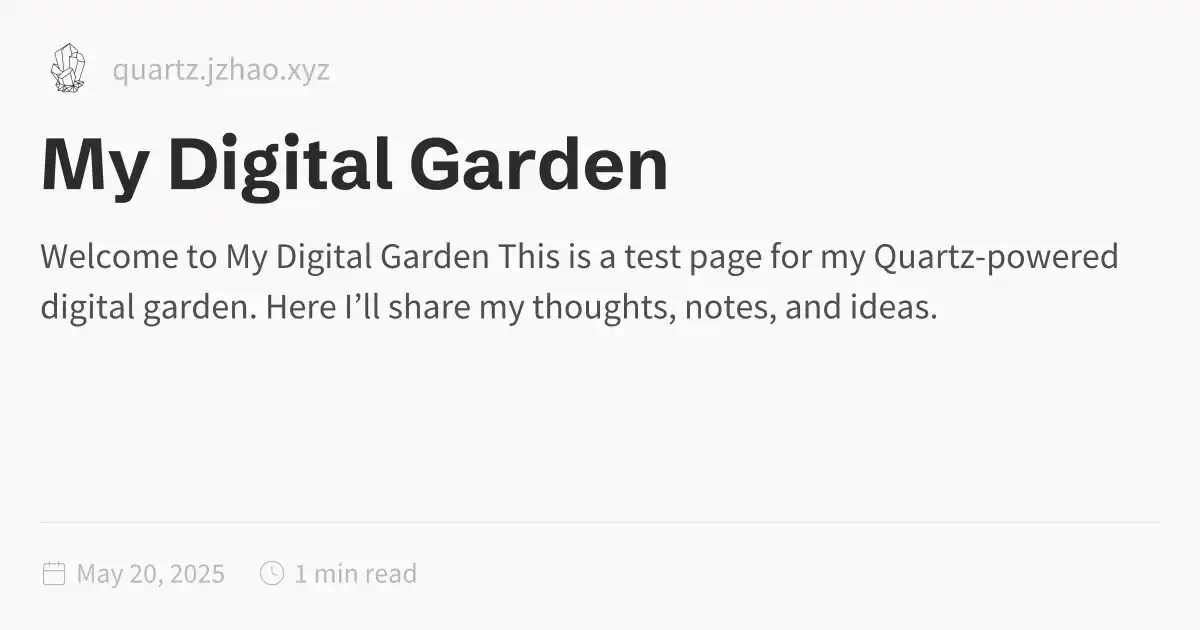 quartz.jzhao.xyz
My Digital Garden
Welcome to My Digital Garden This is a test page for my Quartz-powered
digital garden. Here I’ll share my thoughts, notes, and ideas.
May 20, 2025 1 min read